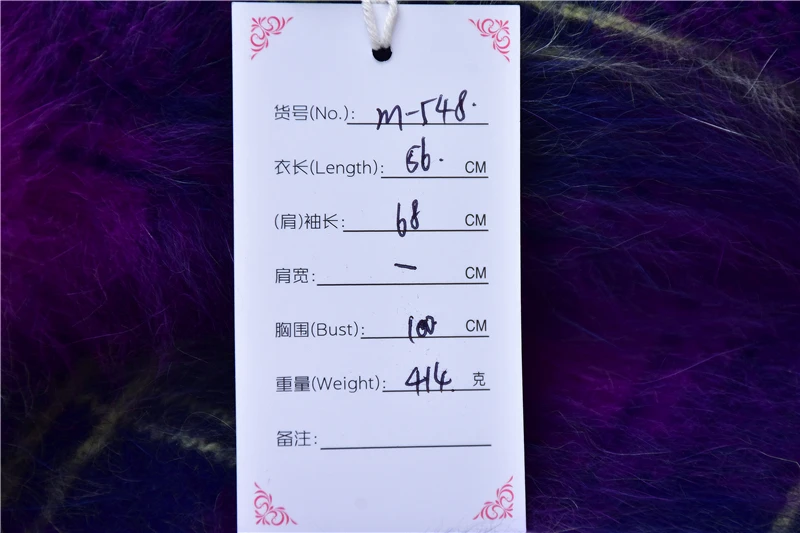 货号(No.): M-548.
衣长(Length): 56. CM
(肩)袖长: 68 CM
肩宽: — CM
胸围(Bust): 100 CM
重量(Weight): 414. 克
备注: